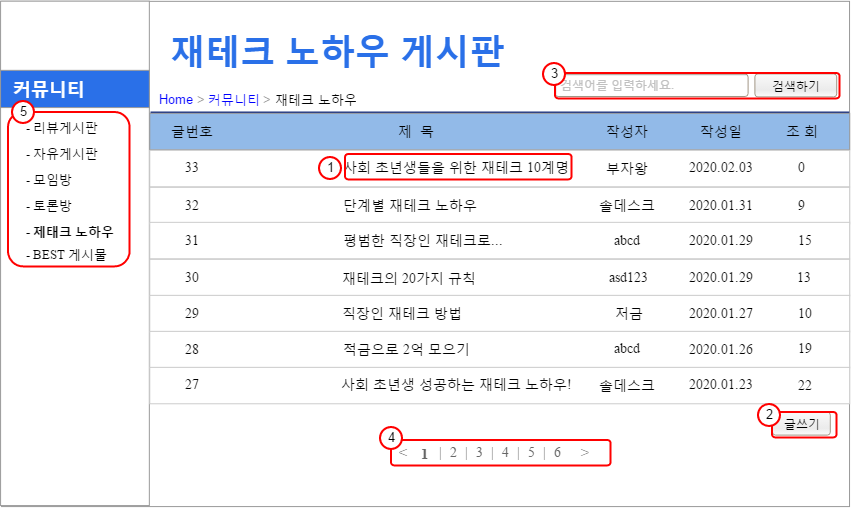 재테크 노하우 게시판
3
검색어를 입력하세요.
검색하기
커뮤니티
Home > 커뮤니티 > 재테크 노하우
5
- 리뷰게시판
- 자유게시판
- 모임방
- 토론방
- 제태크 노하우
- BEST 게시물
글번호 제 목 작성자 작성일 조 회
33 1 사회 초년생들을 위한 재테크 10계명 부자왕 2020.02.03 0
32 단계별 재테크 노하우 솔데스크 2020.01.31 9
31 평범한 직장인 재테크로... abcd 2020.01.29 15
30 재테크의 20가지 규칙 asd123 2020.01.29 13
29 직장인 재테크 방법 저금 2020.01.27 10
28 적금으로 2억 모으기 abcd 2020.01.26 19
27 사회 초년생 성공하는 재테크 노하우! 솔데스크 2020.01.23 22
2
글쓰기
4
< 1 | 2 | 3 | 4 | 5 | 6 >